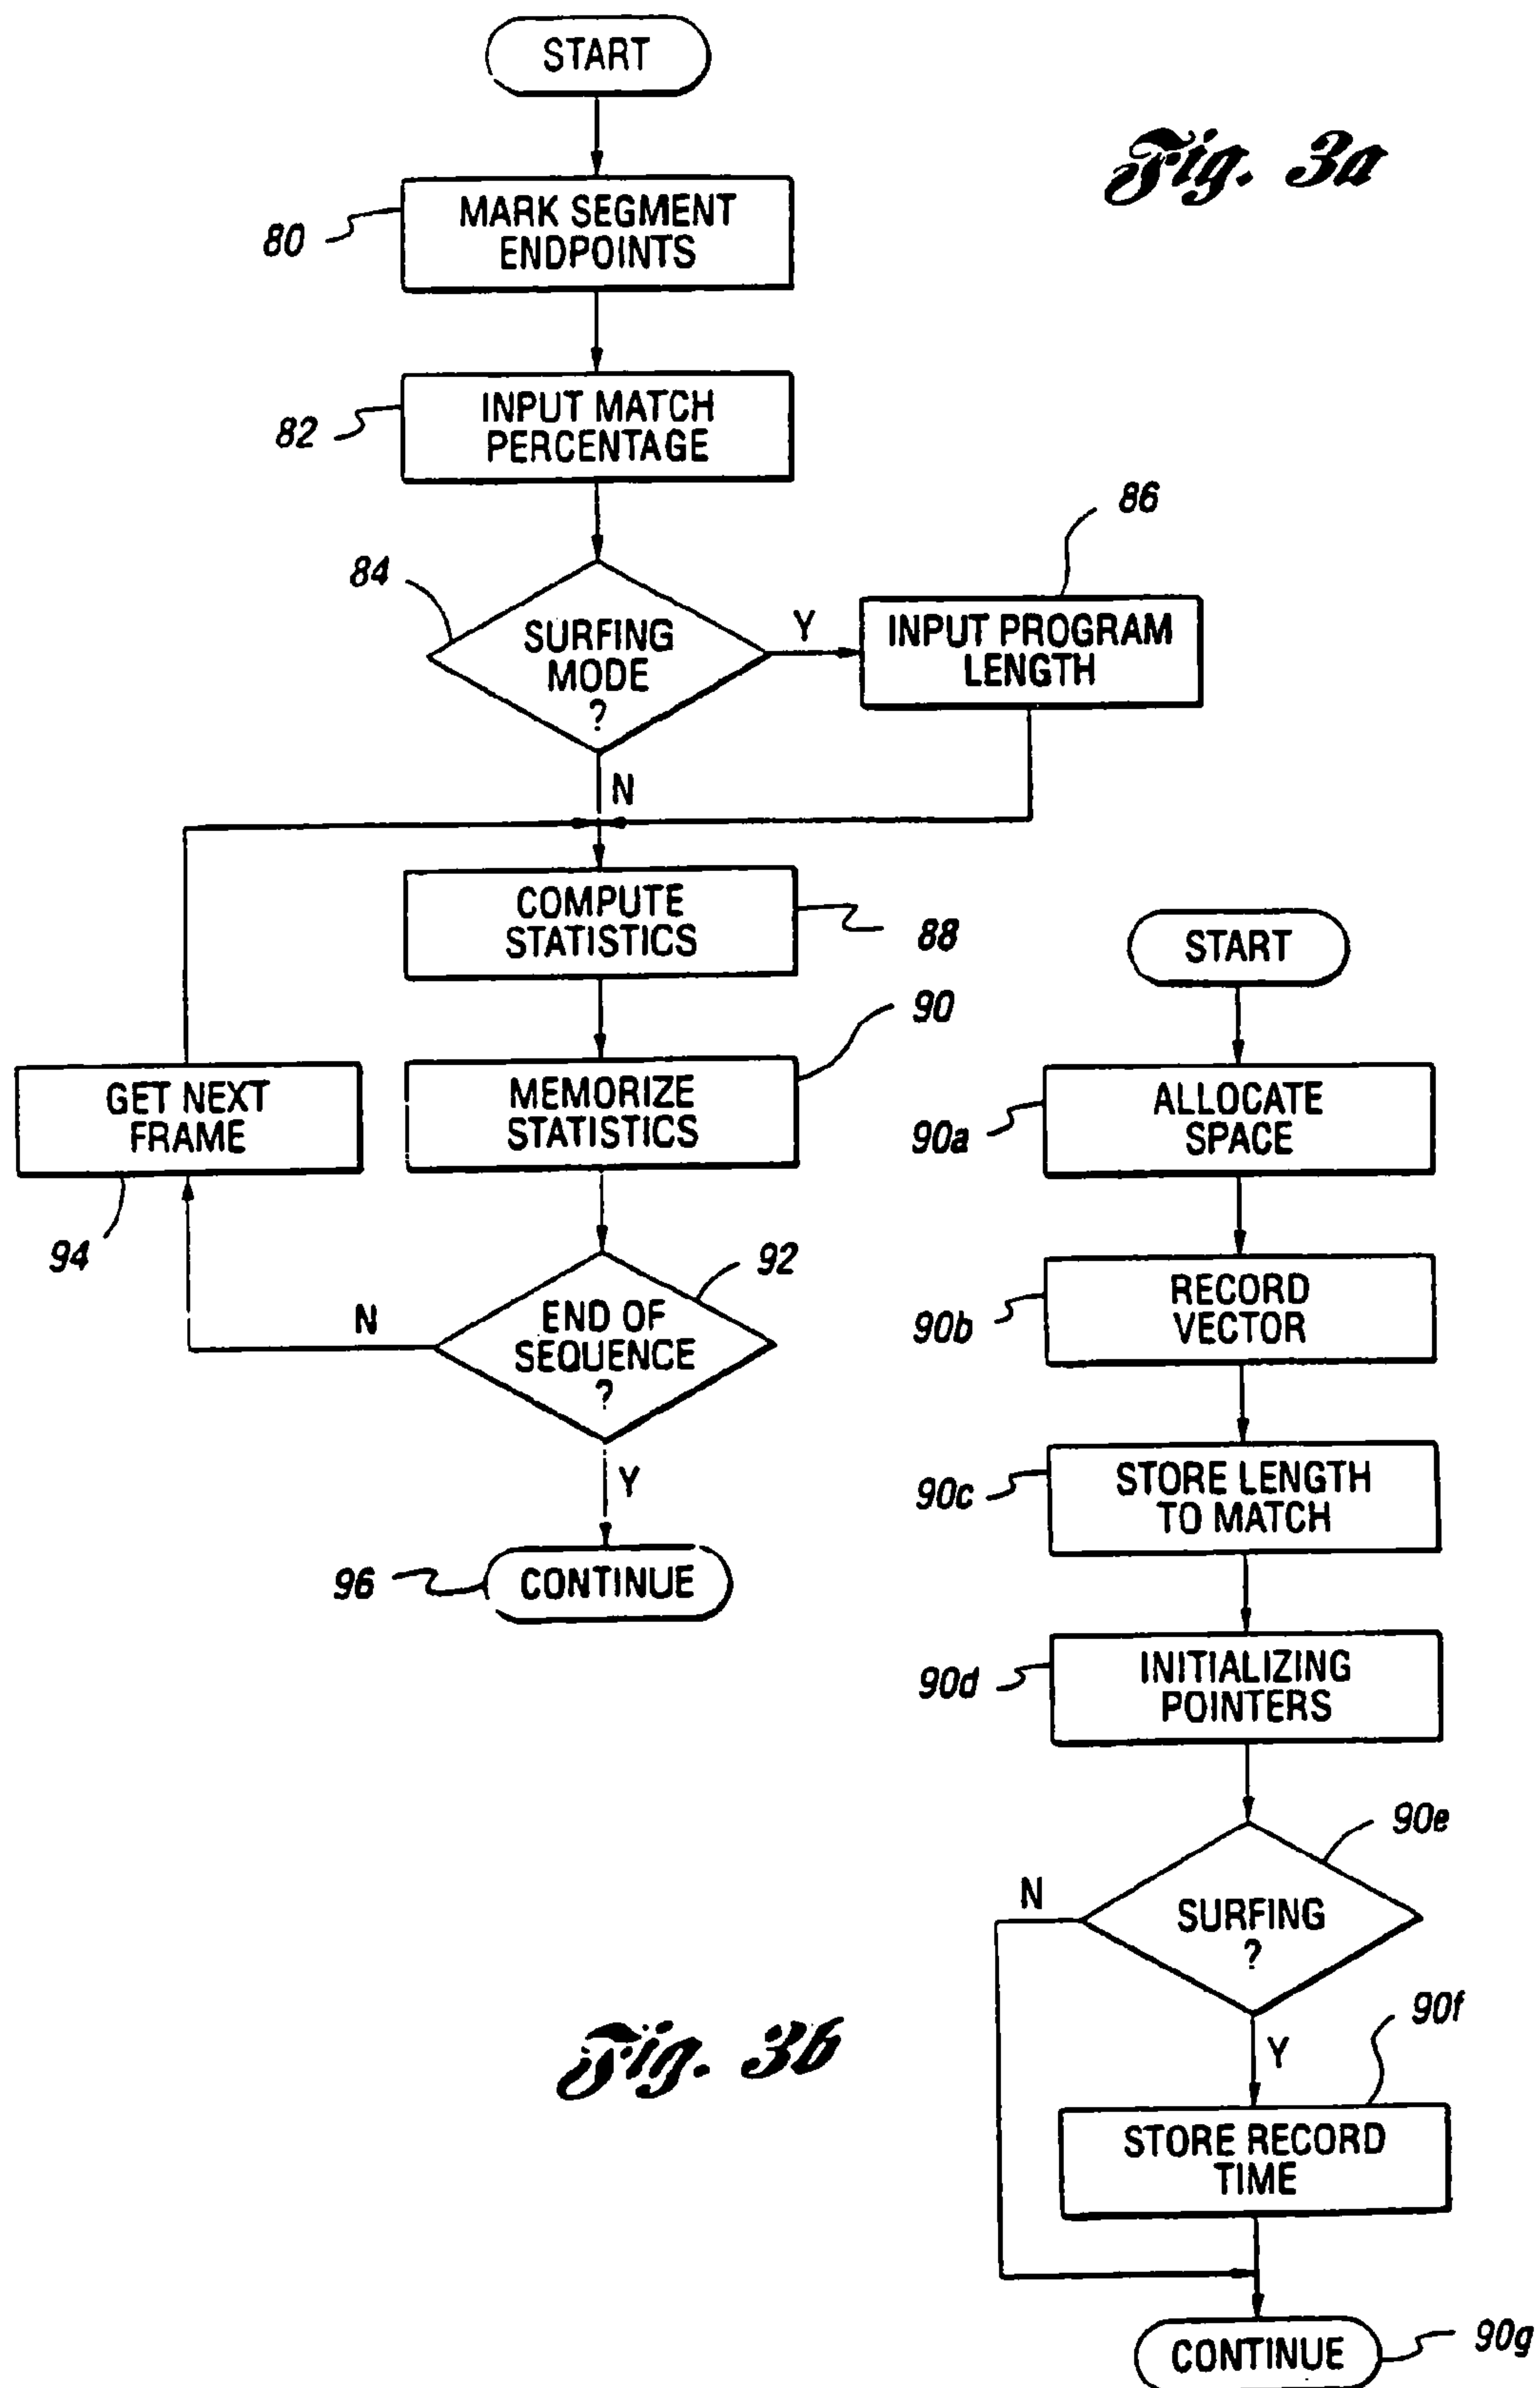 START
Fig. 3a
80
MARK SEGMENT
ENDPOINTS
82
INPUT MATCH
PERCENTAGE
84
SURFING
MODE
?
Y
86
INPUT PROGRAM
LENGTH
N
COMPUTE
STATISTICS
88
90
MEMORIZE
STATISTICS
GET NEXT
FRAME
94
92
END OF
SEQUENCE
?
N
Y
96
CONTINUE
START
90a
ALLOCATE
SPACE
90b
RECORD
VECTOR
90c
STORE LENGTH
TO MATCH
90d
INITIALIZING
POINTERS
90e
SURFING
?
N
Y
90f
STORE RECORD
TIME
CONTINUE
90g
Fig. 3b